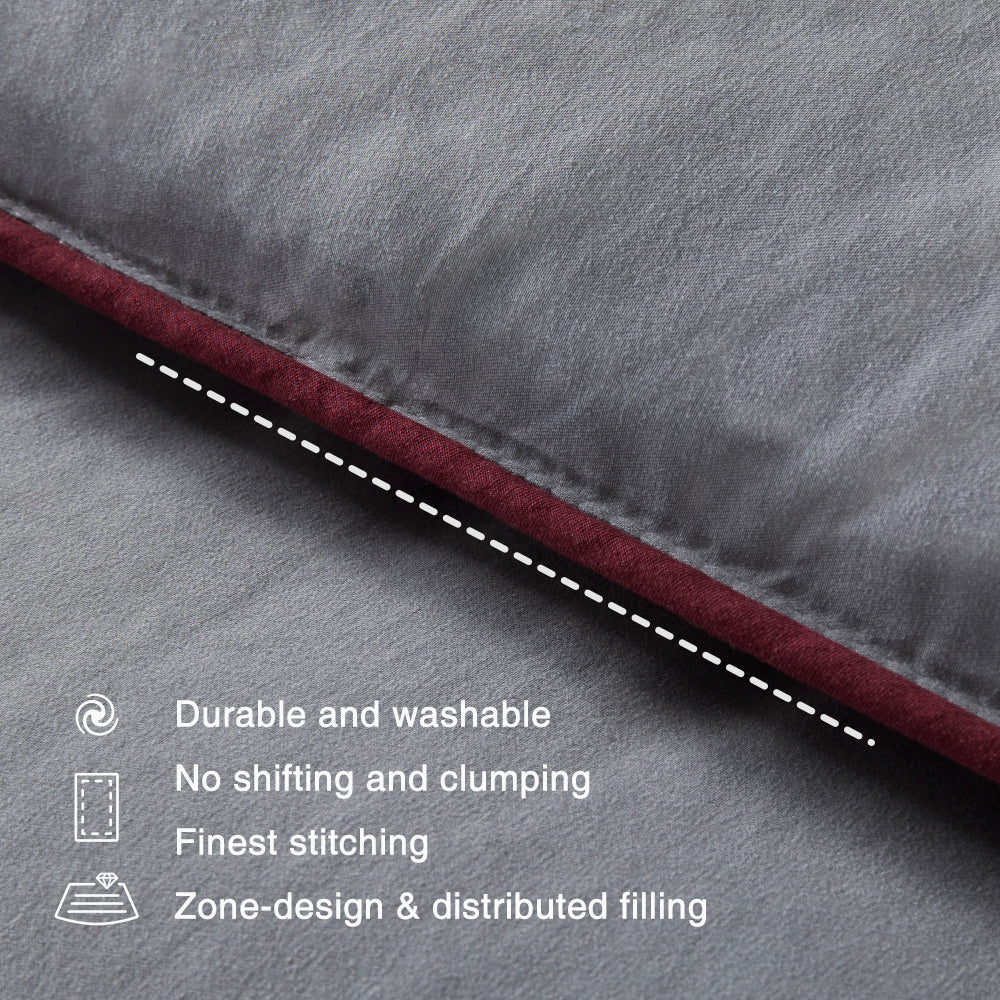 Durable and washable
No shifting and clumping
Finest stitching
Zone-design & distributed filling